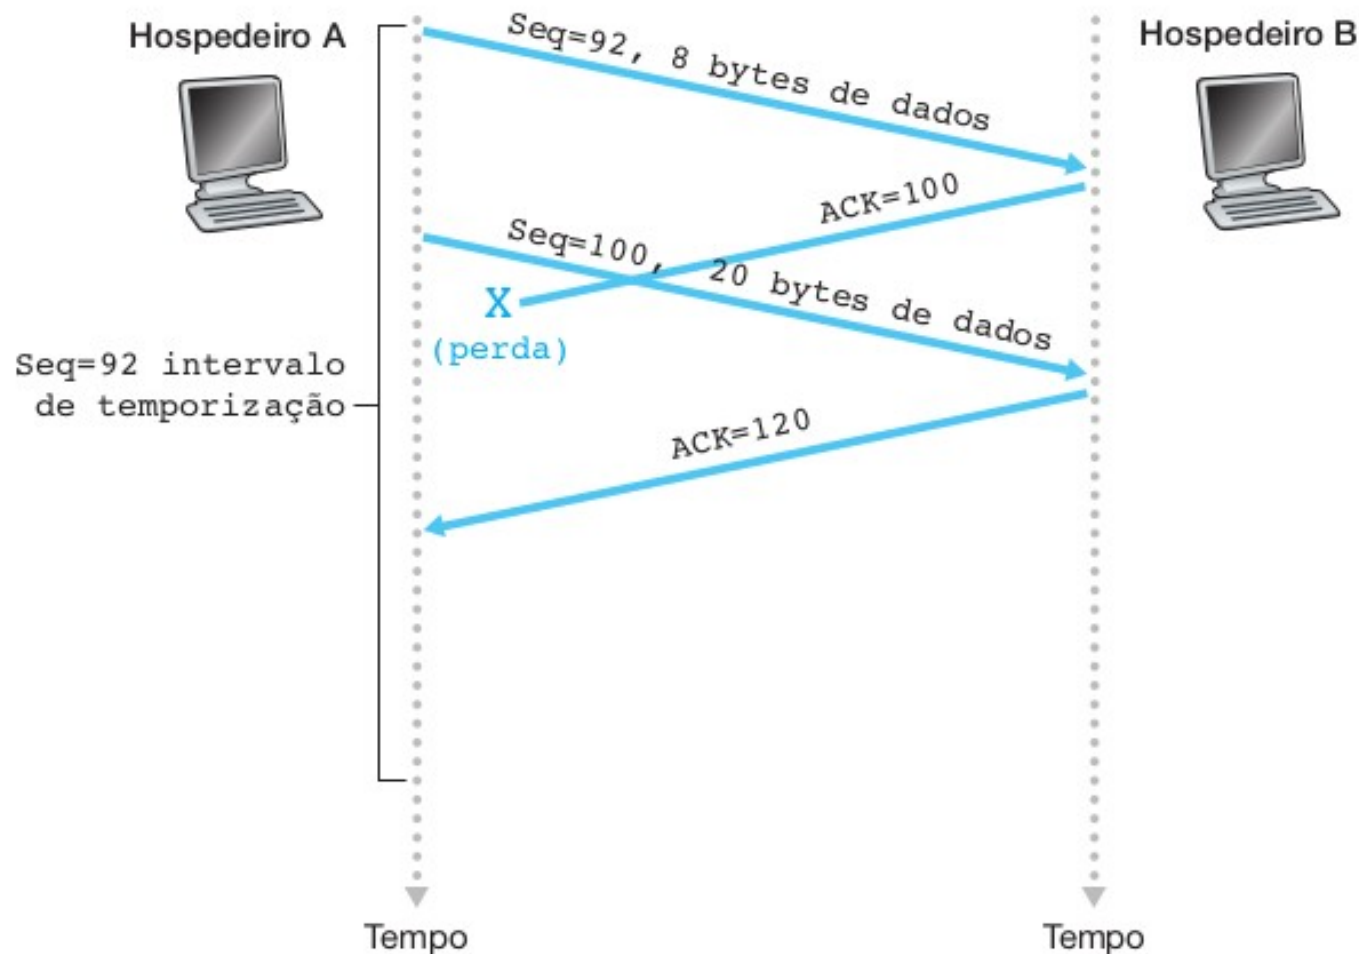 Hospedeiro A
Hospedeiro B
Seq=92, 8 bytes de dados
ACK=100
Seq=100, 20 bytes de dados
X
(perda)
Seq=92 intervalo
de temporização
ACK=120
Tempo
Tempo